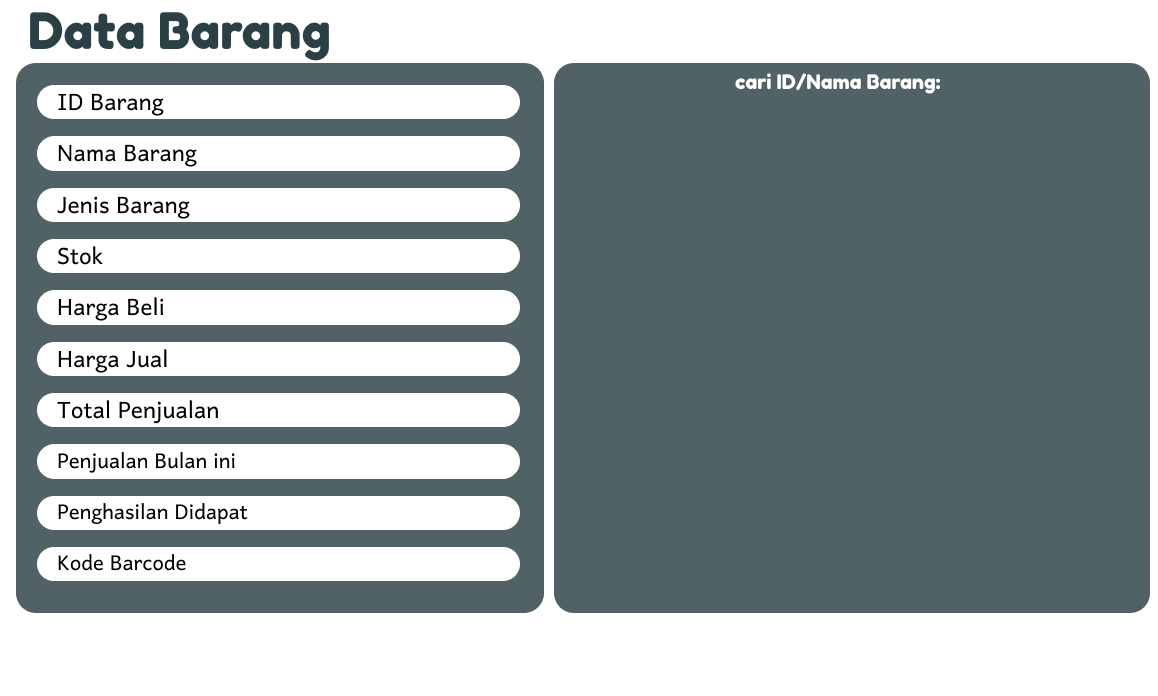 Data Barang
ID Barang
Nama Barang
Jenis Barang
Stok
Harga Beli
Harga Jual
Total Penjualan
Penjualan Bulan ini
Penghasilan Didapat
Kode Barcode
cari ID/Nama Barang: